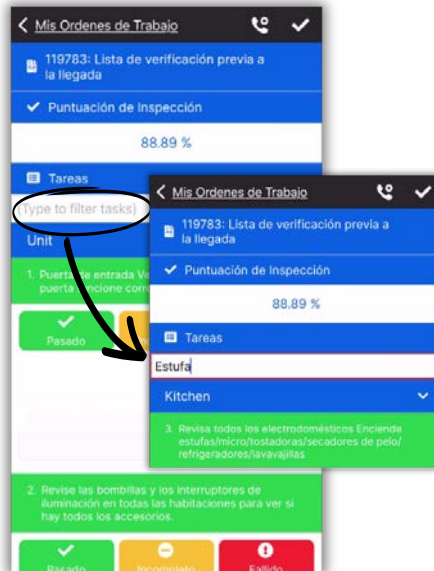 Mis Ordenes de Trabajo
119783: Lista de verificación previa a
la llegada
Puntuación de Inspección
88.89 %
Tareas
(Type to filter tasks)
Unit
1. Puerta de entrada
puerta funcione
Pasado
2. Revise las bombillas y los interruptores de
iluminación en todas las habitaciones para ver si
hay todos los accesorios.
Pasado
Incompleto
Fallido
Mis Ordenes de Trabajo
119783: Lista de verificación previa a
la llegada
Puntuación de Inspección
88.89 %
Tareas
Estufa
Kitchen
3. Revisa todos los electrodomésticos Enciende
estufas/micro/tostadoras/secadores de pelo/
refrigeradores/lavavajillas